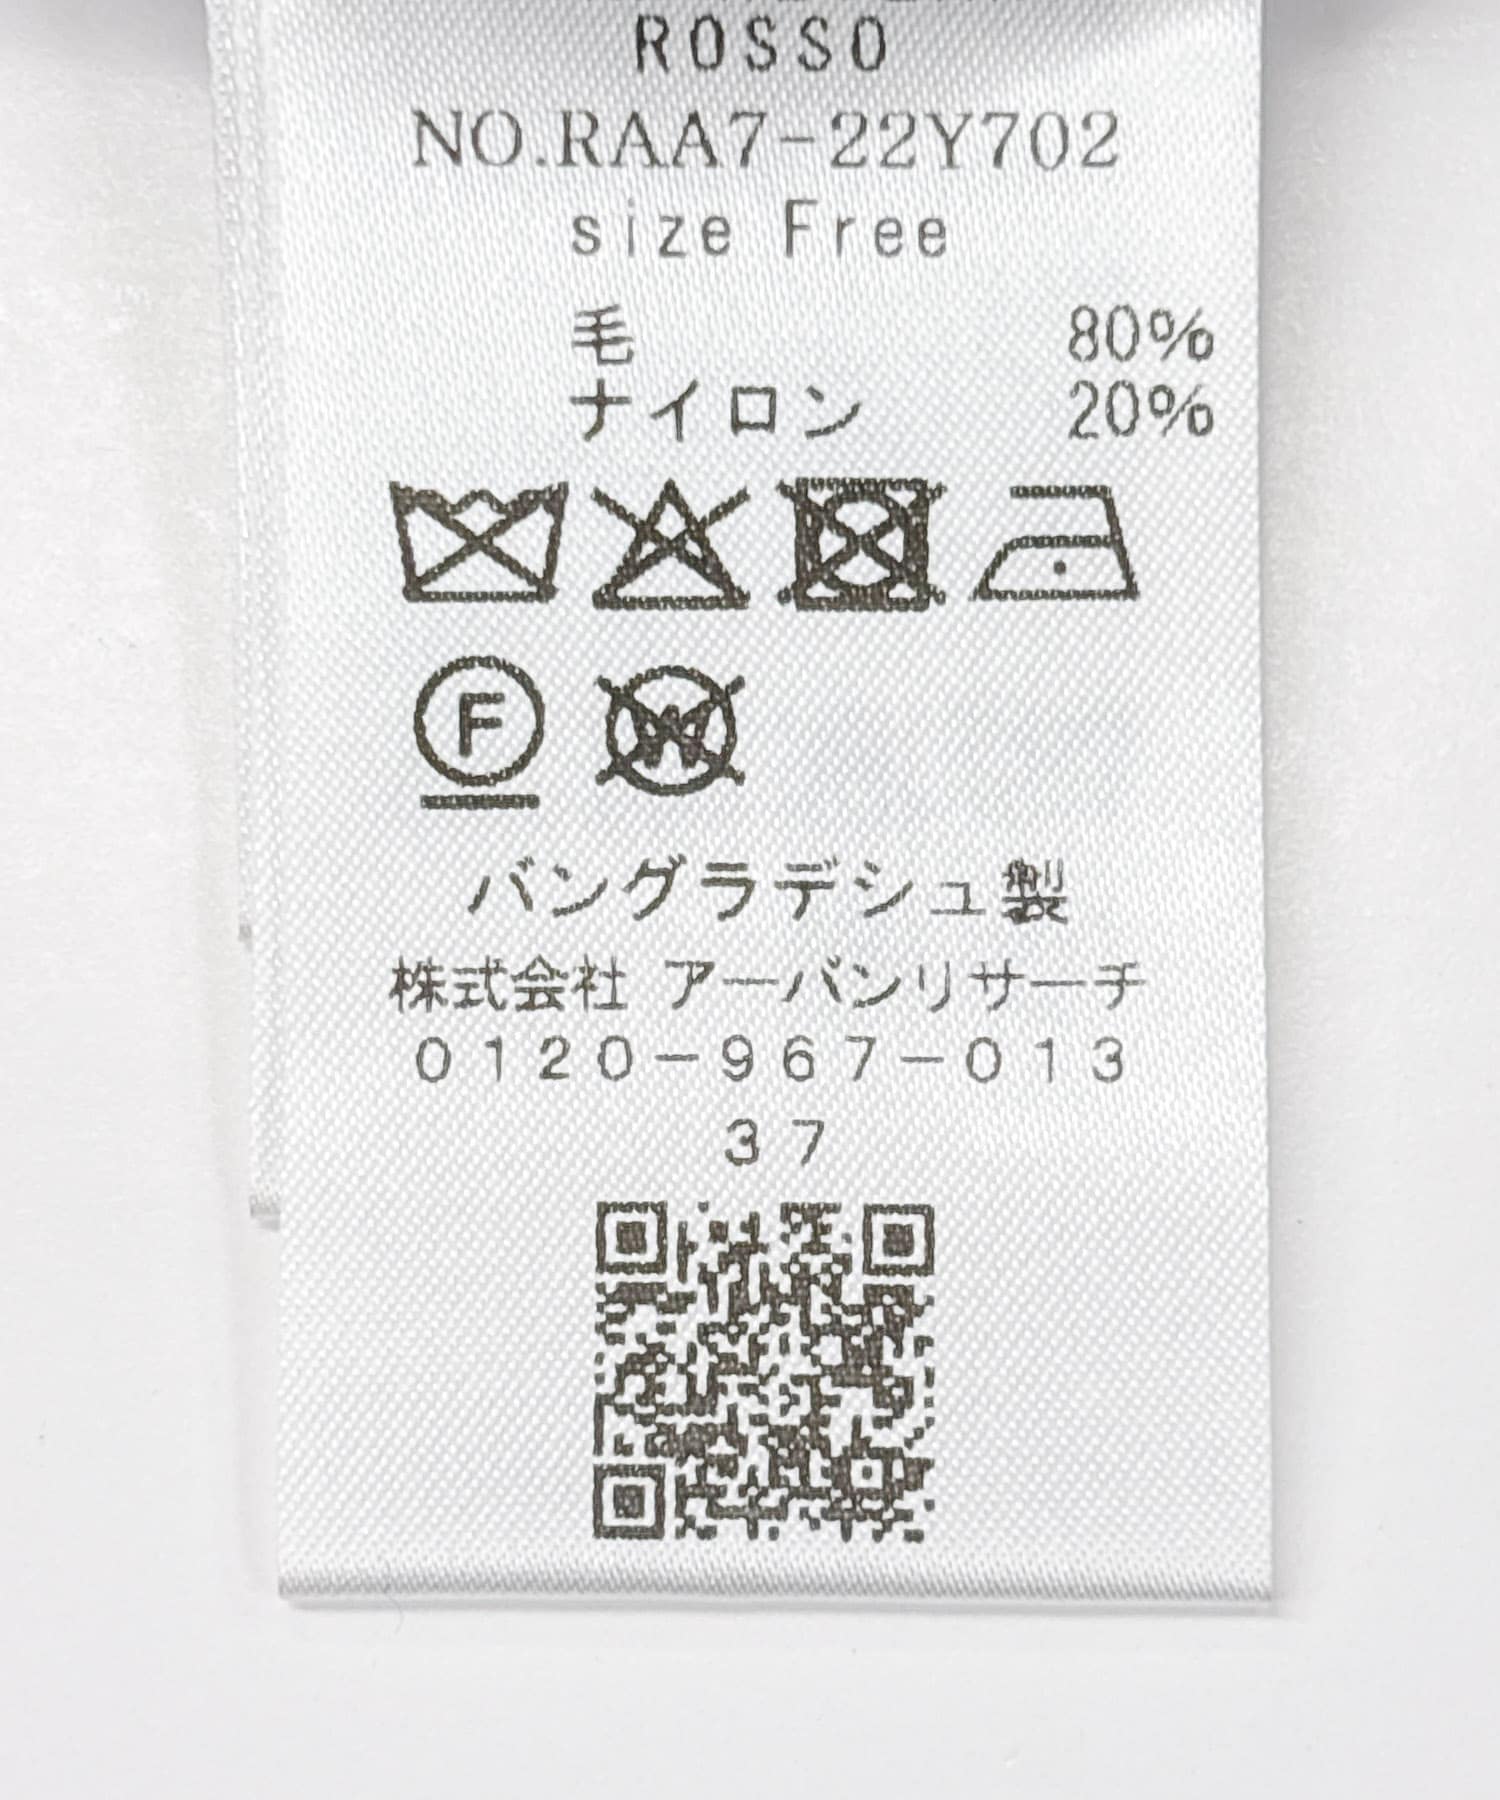 ROSSO
NO.RAA7-22Y702
size Free
毛 80%
ナイロン 20%
F W
バングラデシュ製
株式会社 アーバンリサーチ
0120-967-013
37